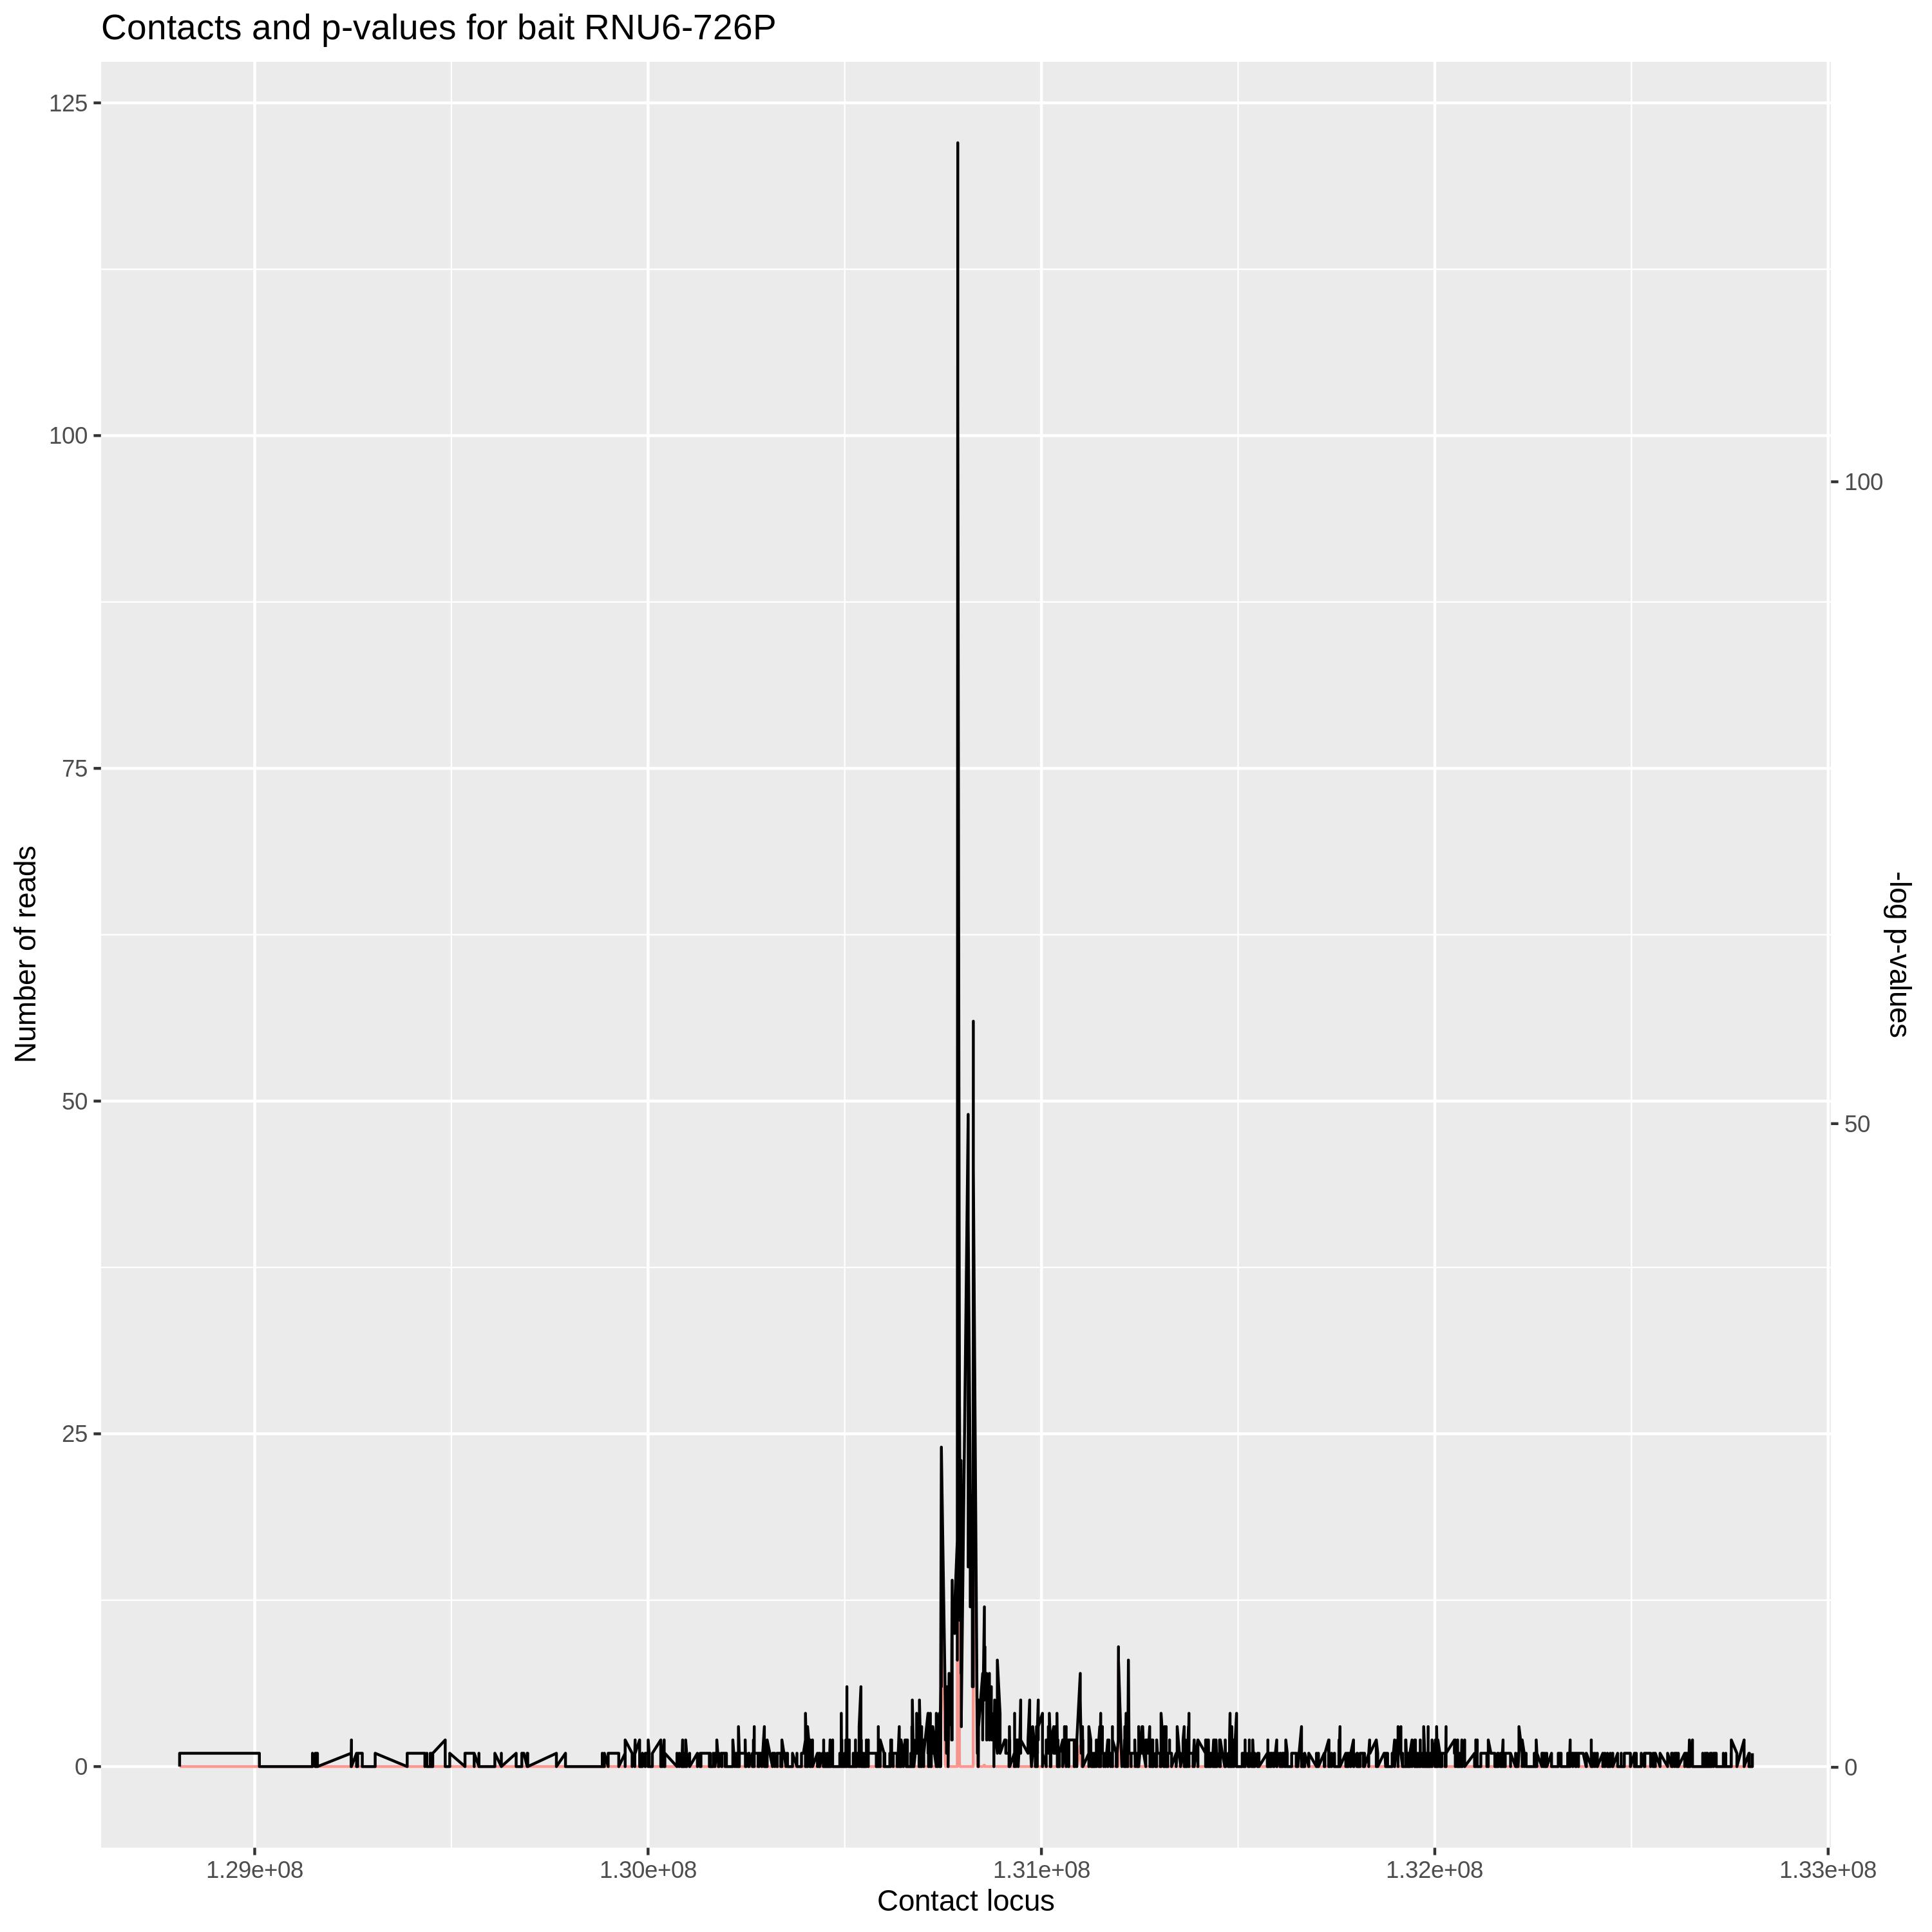 Contacts and p-values for bait RNU6-726P
125
100
75
50
25
0
Number of reads
100
50
0
-log p-values
1.29e+08 1.30e+08 1.31e+08 1.32e+08 1.33e+08
Contact locus